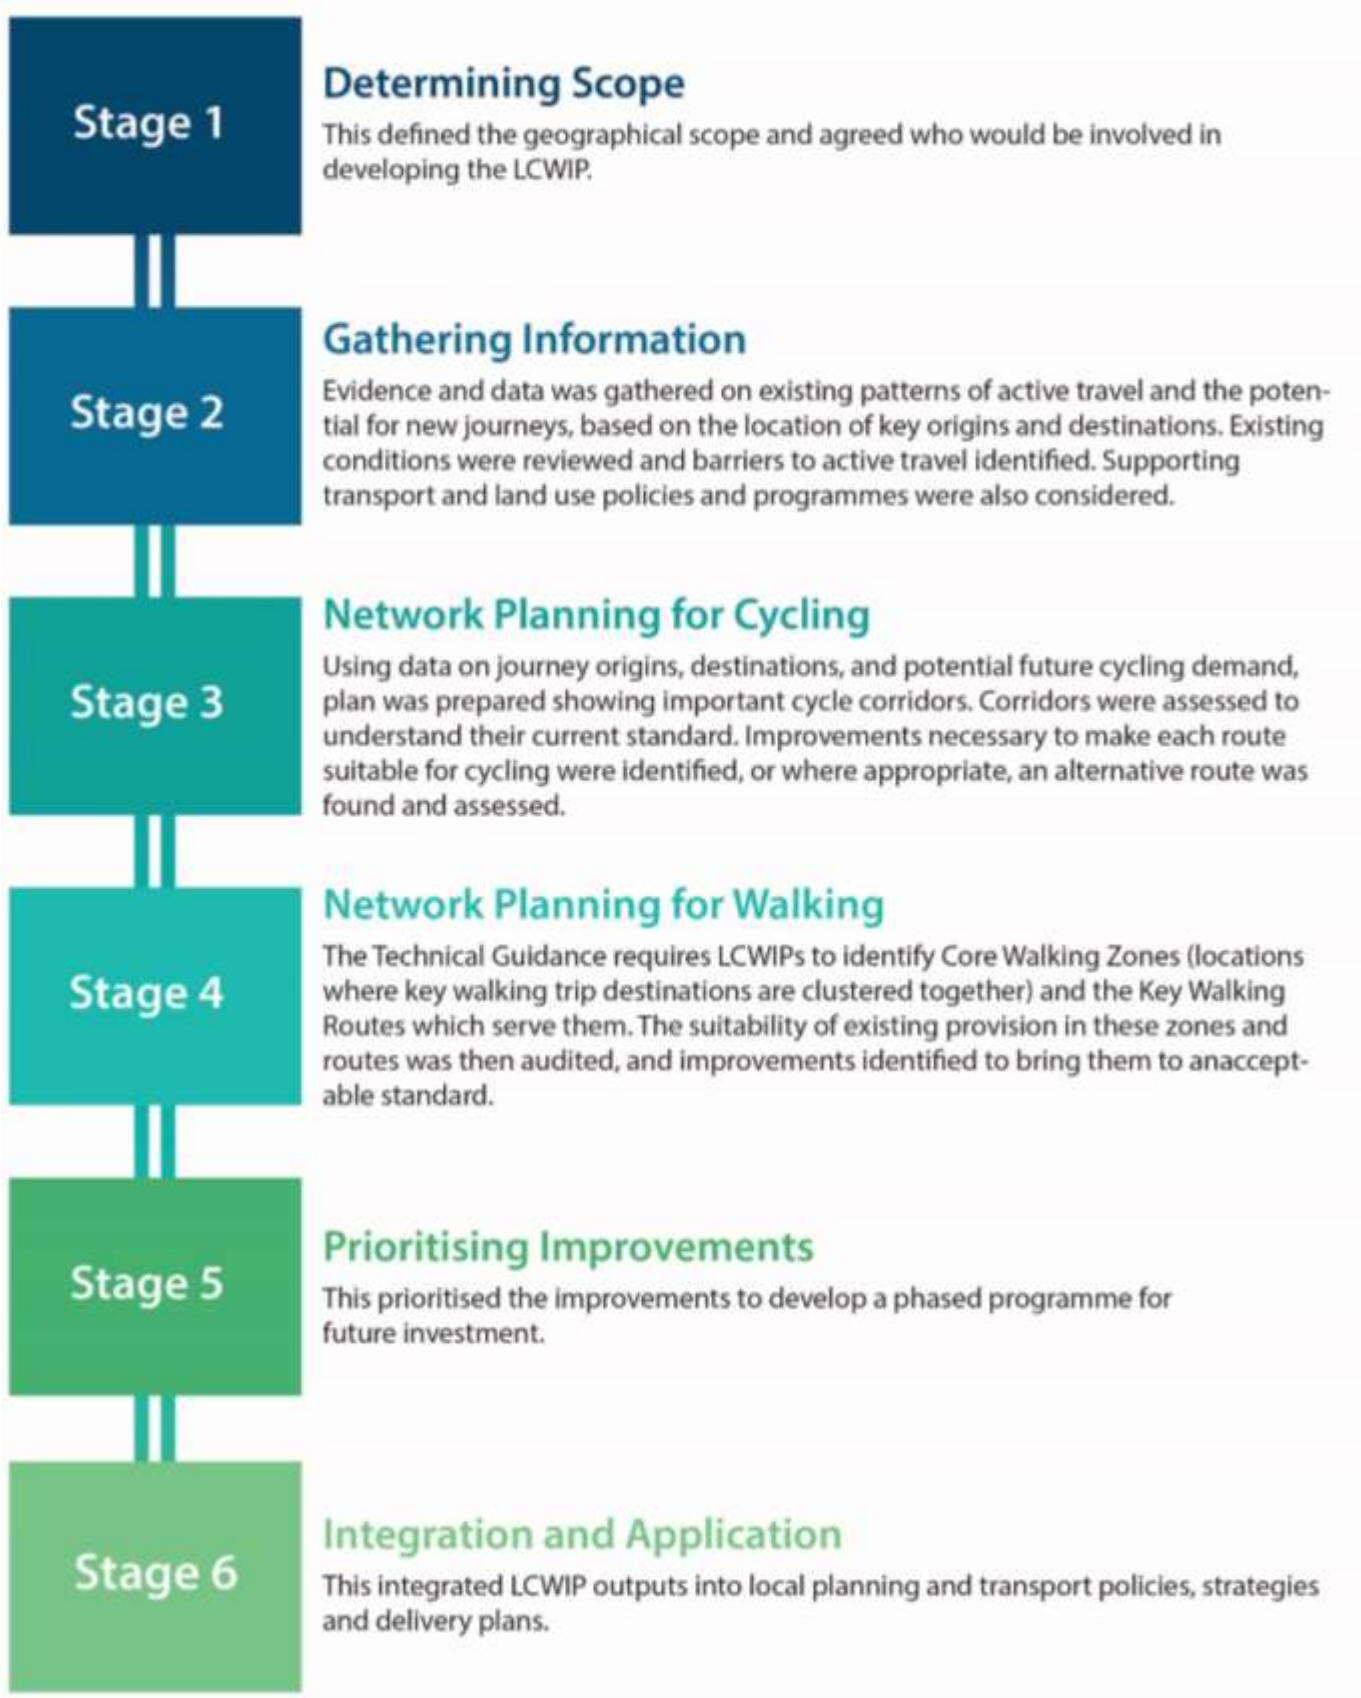 Stage 1
Determining Scope
This defined the geographical scope and agreed who would be involved in
developing the LCWIP.
Stage 2
Gathering Information
Evidence and data was gathered on existing patterns of active travel and the poten-
tial for new journeys, based on the location of key origins and destinations. Existing
conditions were reviewed and barriers to active travel identified. Supporting
transport and land use policies and programmes were also considered.
Stage 3
Network Planning for Cycling
Using data on journey origins, destinations, and potential future cycling demand,
plan was prepared showing important cycle corridors. Corridors were assessed to
understand their current standard. Improvements necessary to make each route
suitable for cycling were identified, or where appropriate, an alternative route was
found and assessed.
Stage 4
Network Planning for Walking
The Technical Guidance requires LCWIPs to identify Core Walking Zones (locations
where key walking trip destinations are clustered together) and the Key Walking
Routes which serve them. The suitability of existing provision in these zones and
routes was then audited, and improvements identified to bring them to anaccept-
able standard.
Stage 5
Prioritising Improvements
This prioritised the improvements to develop a phased programme for
future investment.
Stage 6
Integration and Application
This integrated LCWIP outputs into local planning and transport policies, strategies
and delivery plans.